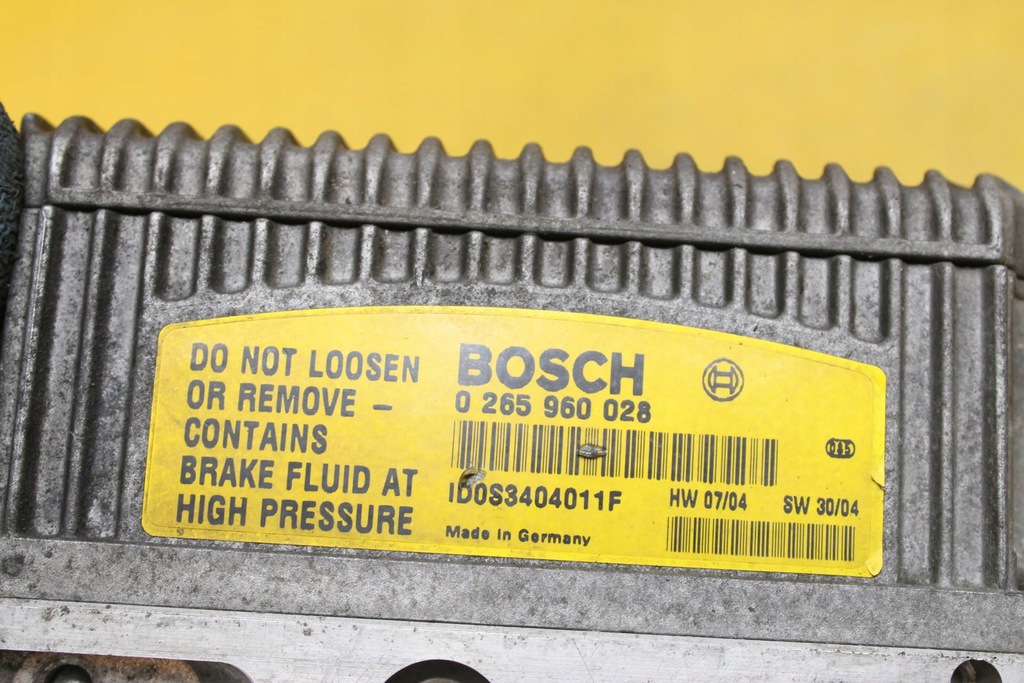 DO NOT LOOSEN
OR REMOVE –
CONTAINS
BRAKE FLUID AT
HIGH PRESSURE
BOSCH
0 265 960 028
ID0S3404011F
HW 07/04
SW 30/04
Made in Germany